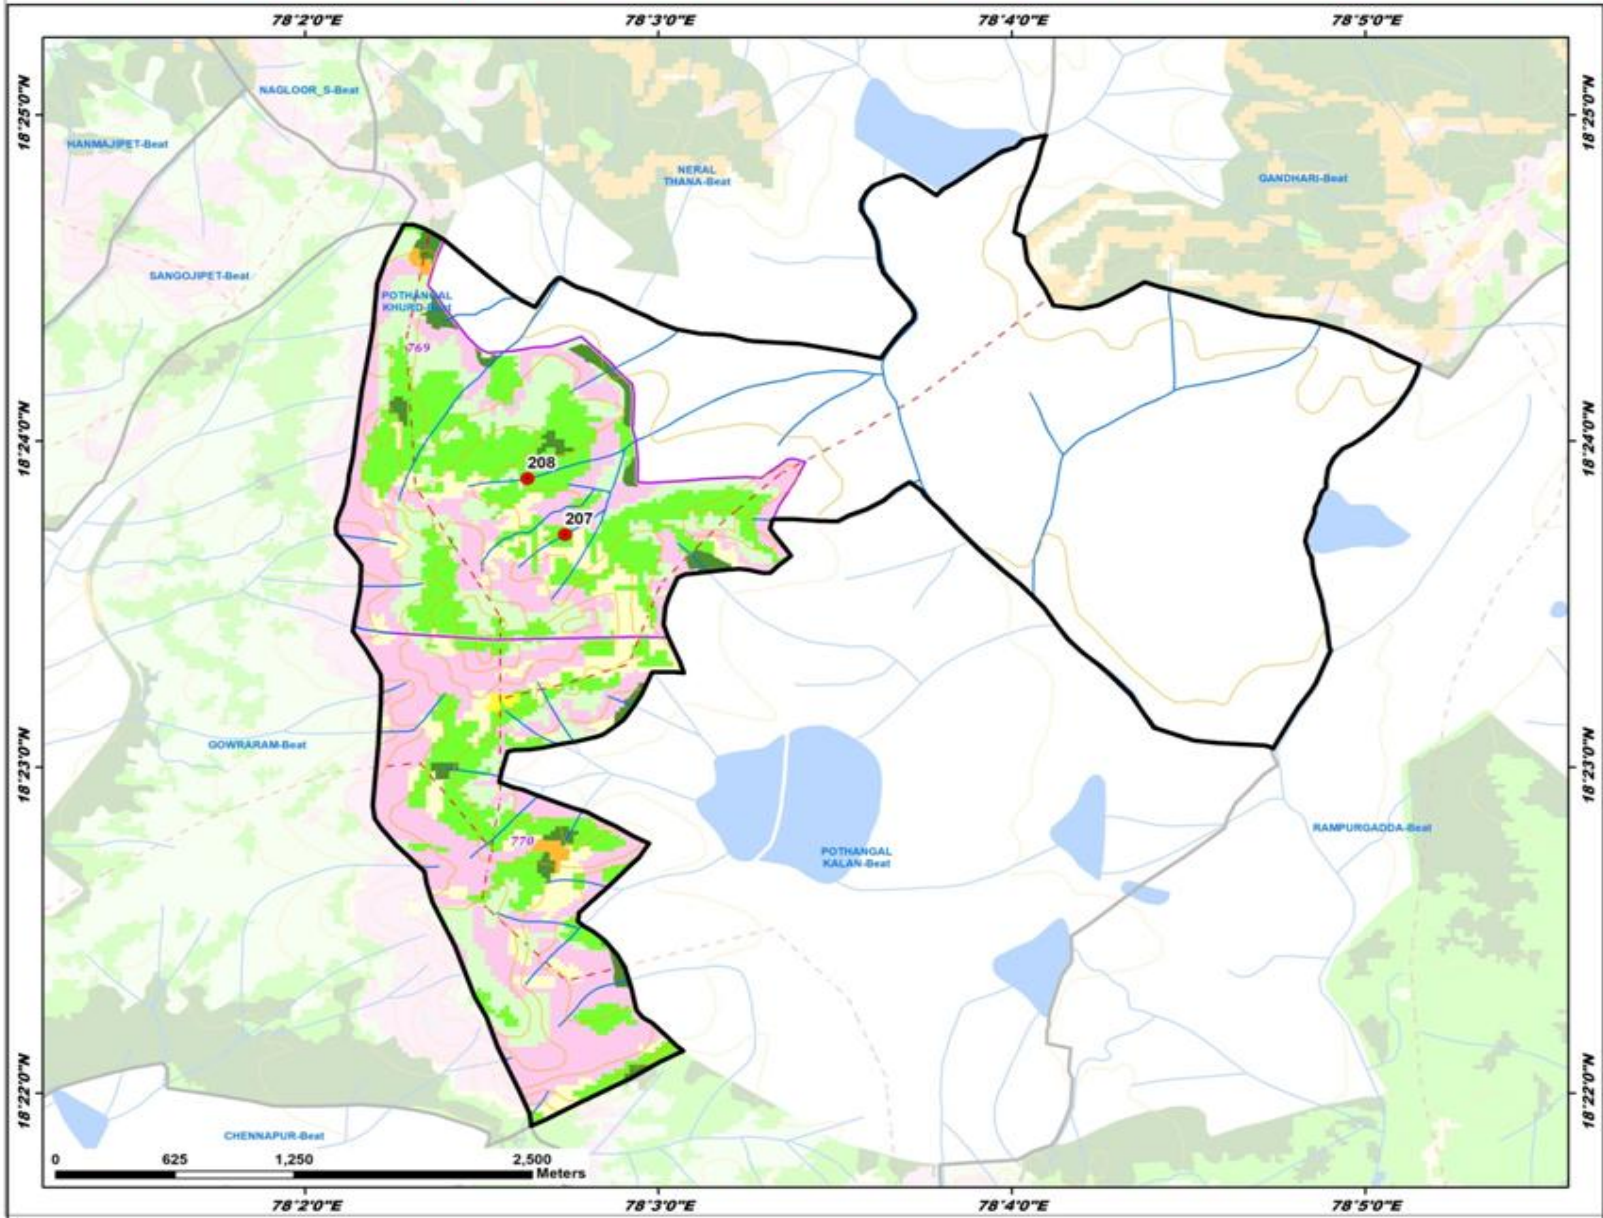 78°2'0"E 78°3'0"E 78°4'0"E 78°5'0"E
18°25'0"N
18°25'0"N
NAGLOOR_S-Beat
HANMAJIPET-Beat
NERAL
THANA-Beat
GANDHARI-Beat
SANGOJIPET-Beat
POTHANGAL
KHURD-Beat
769
18°24'0"N
18°24'0"N
208
207
GOWRARAM-Beat
18°23'0"N
18°23'0"N
770
POTHANGAL
KALAN-Beat
RAMPURGADDA-Beat
18°22'0"N
18°22'0"N
CHENNAPUR-Beat
0 625 1,250 2,500
Meters
78°2'0"E 78°3'0"E 78°4'0"E 78°5'0"E